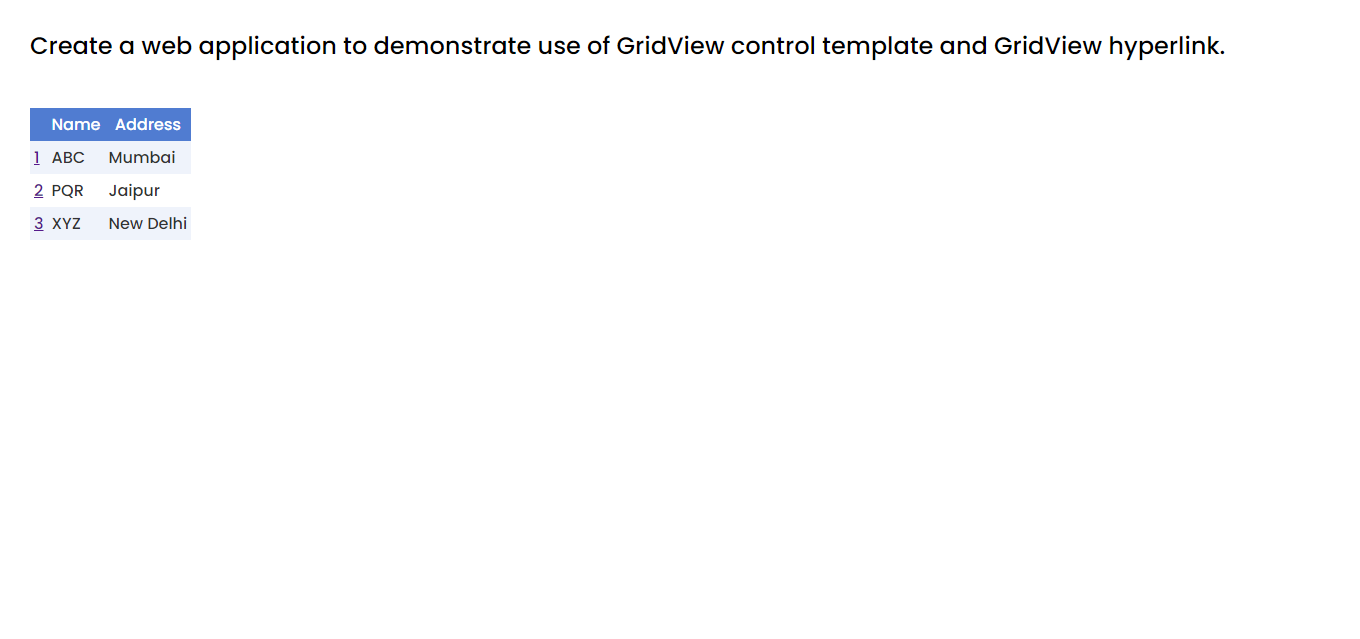 Create a web application to demonstrate use of GridView control template and GridView hyperlink.
Name Address
1 ABC Mumbai
2 PQR Jaipur
3 XYZ New Delhi